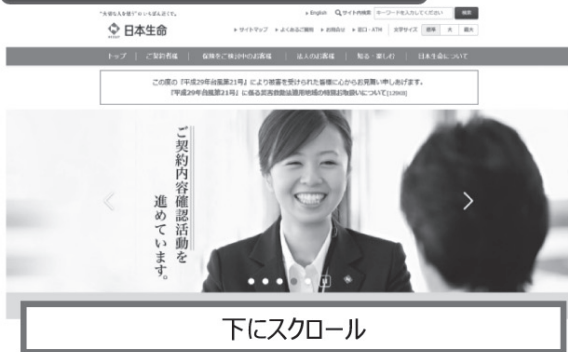 "大切な人を想う"のいちばん近くで。
日本生命
English
サイト内検索
キーワードを入力してください
検索
サイトマップ
よくあるご質問
お問合せ
窓口・ATM
文字サイズ
標準
大
最大
トップ
ご契約者様
保険をご検討中のお客様
法人のお客様
知る・楽しむ
日本生命について
この度の『平成29年台風第21号』により被害を受けられた皆様に心からお見舞い申しあげます。
『平成29年台風第21号』に係る災害救助法適用地域の特別お取扱いについて[120KB]
ご契約内容確認活動を
進めています。
下にスクロール